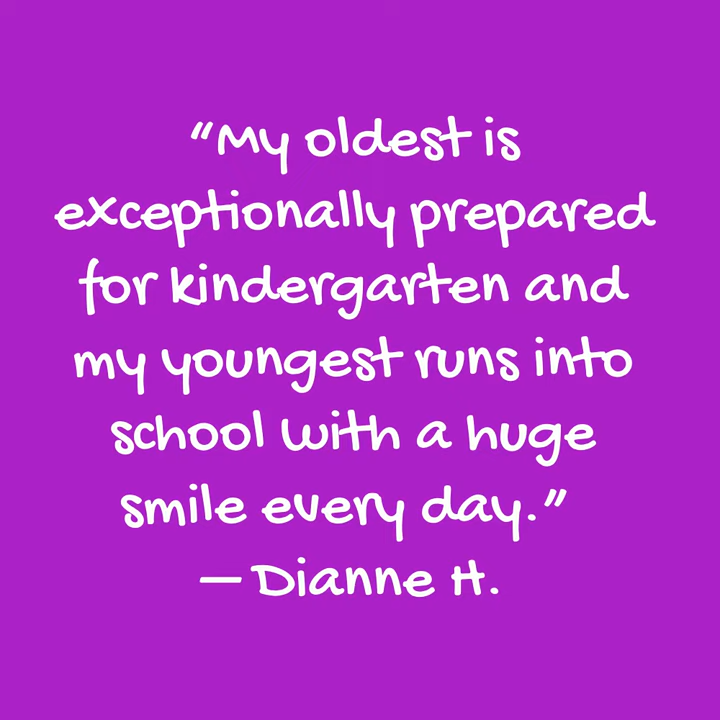 “My oldest is
exceptionally prepared
for kindergarten and
my youngest runs into
school with a huge
smile every day.”
— Dianne H.